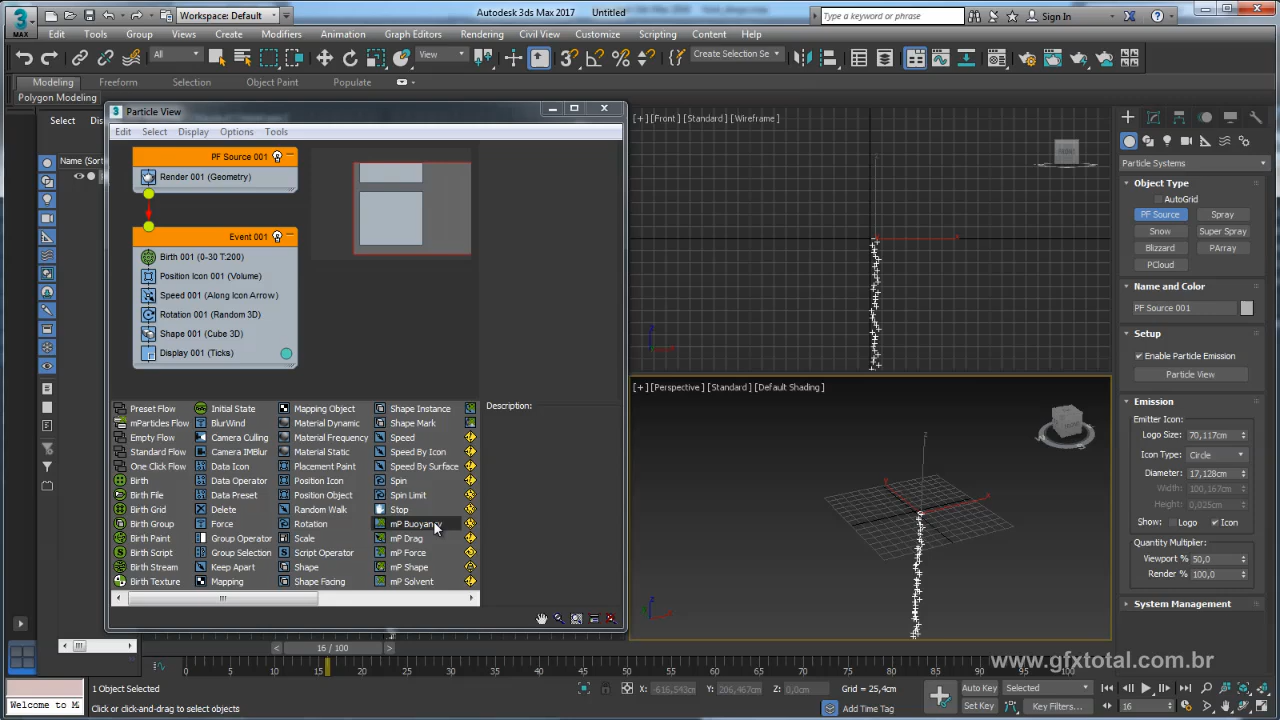 Workspace: Default
Autodesk 3ds Max 2017 Untitled
Type a keyword or phrase
Sign In
MAX
Edit Tools Group Views Create Modifiers Animation Graph Editors Rendering Civil View Customize Scripting Content Help
All
View
Create Selection Se
Modeling Freeform Selection Object Paint Populate
Polygon Modeling
Select
Name (Sort
Particle View
Edit Select Display Options Tools
PF Source 001
Render 001 (Geometry)
Event 001
Birth 001 (0-30 T:200)
Position Icon 001 (Volume)
Speed 001 (Along Icon Arrow)
Rotation 001 (Random 3D)
Shape 001 (Cube 3D)
Display 001 (Ticks)
Preset Flow Initial State Mapping Object Shape Instance
mParticles Flow BlurWind Material Dynamic Shape Mark
Empty Flow Camera Culling Material Frequency Speed
Standard Flow Camera IMBlur Material Static Speed By Icon
One Click Flow Data Icon Placement Paint Speed By Surface
Birth Data Operator Position Icon Spin
Birth File Data Preset Position Object Spin Limit
Birth Grid Delete Random Walk Stop
Birth Group Force Rotation mP Buoyancy
Birth Paint Group Operator Scale mP Drag
Birth Script Group Selection Script Operator mP Force
Birth Stream Keep Apart Shape mP Shape
Birth Texture Mapping Shape Facing mP Solvent
Description:
[+] [Front] [Standard] [Wireframe]
FRONT
[+] [Perspective] [Standard] [Default Shading]
Particle Systems
Object Type
AutoGrid
PF Source Spray
Snow Super Spray
Blizzard PArray
PCloud
Name and Color
PF Source 001
Setup
Enable Particle Emission
Particle View
Emission
Emitter Icon:
Logo Size: 70,117cm
Icon Type: Circle
Diameter: 17,128cm
Width: 100,167cm
Height: 0,025cm
Show: Logo Icon
Quantity Multiplier:
Viewport % 50,0
Render % 100,0
System Management
16 / 100
0 5 10 15 20 25 30 35 40 45 50 55 60 65 70 75 80 85 90 95 100
www.gfxtotal.com.br
1 Object Selected
X: -616,543cm Y: 206,467cm Z: 0,0cm Grid = 25,4cm
Auto Key Selected
Welcome to M
Click or click-and-drag to select objects
Add Time Tag
Set Key Key Filters...
16